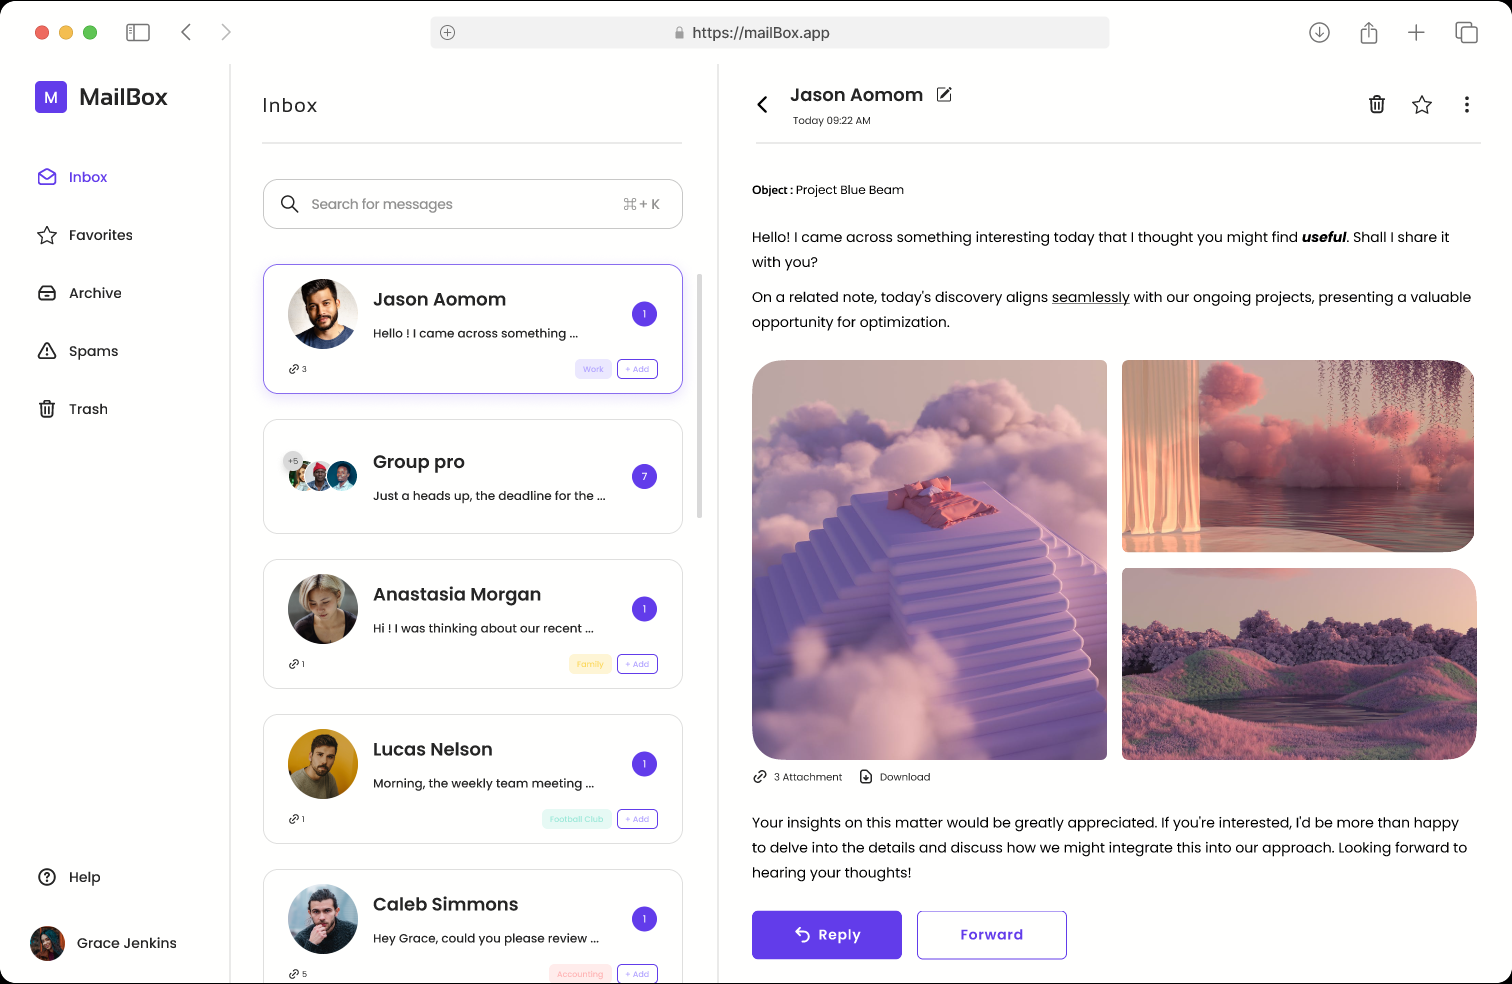 https://mailBox.app
M MailBox
Inbox
Favorites
Archive
Spams
Trash
Help
Grace Jenkins
Inbox
Search for messages ⌘+ K
Jason Aomom
1
Hello ! I came across something ...
3 Work + Add
Group pro
+5
7
Just a heads up, the deadline for the ...
Anastasia Morgan
1
Hi ! I was thinking about our recent ...
1 Family + Add
Lucas Nelson
1
Morning, the weekly team meeting ...
1 Football Club + Add
Caleb Simmons
1
Hey Grace, could you please review ...
5 Accounting + Add
Jason Aomom
Today 09:22 AM
Object : Project Blue Beam
Hello! I came across something interesting today that I thought you might find useful. Shall I share it
with you?
On a related note, today's discovery aligns seamlessly with our ongoing projects, presenting a valuable
opportunity for optimization.
3 Attachment Download
Your insights on this matter would be greatly appreciated. If you're interested, I'd be more than happy
to delve into the details and discuss how we might integrate this into our approach. Looking forward to
hearing your thoughts!
Reply Forward